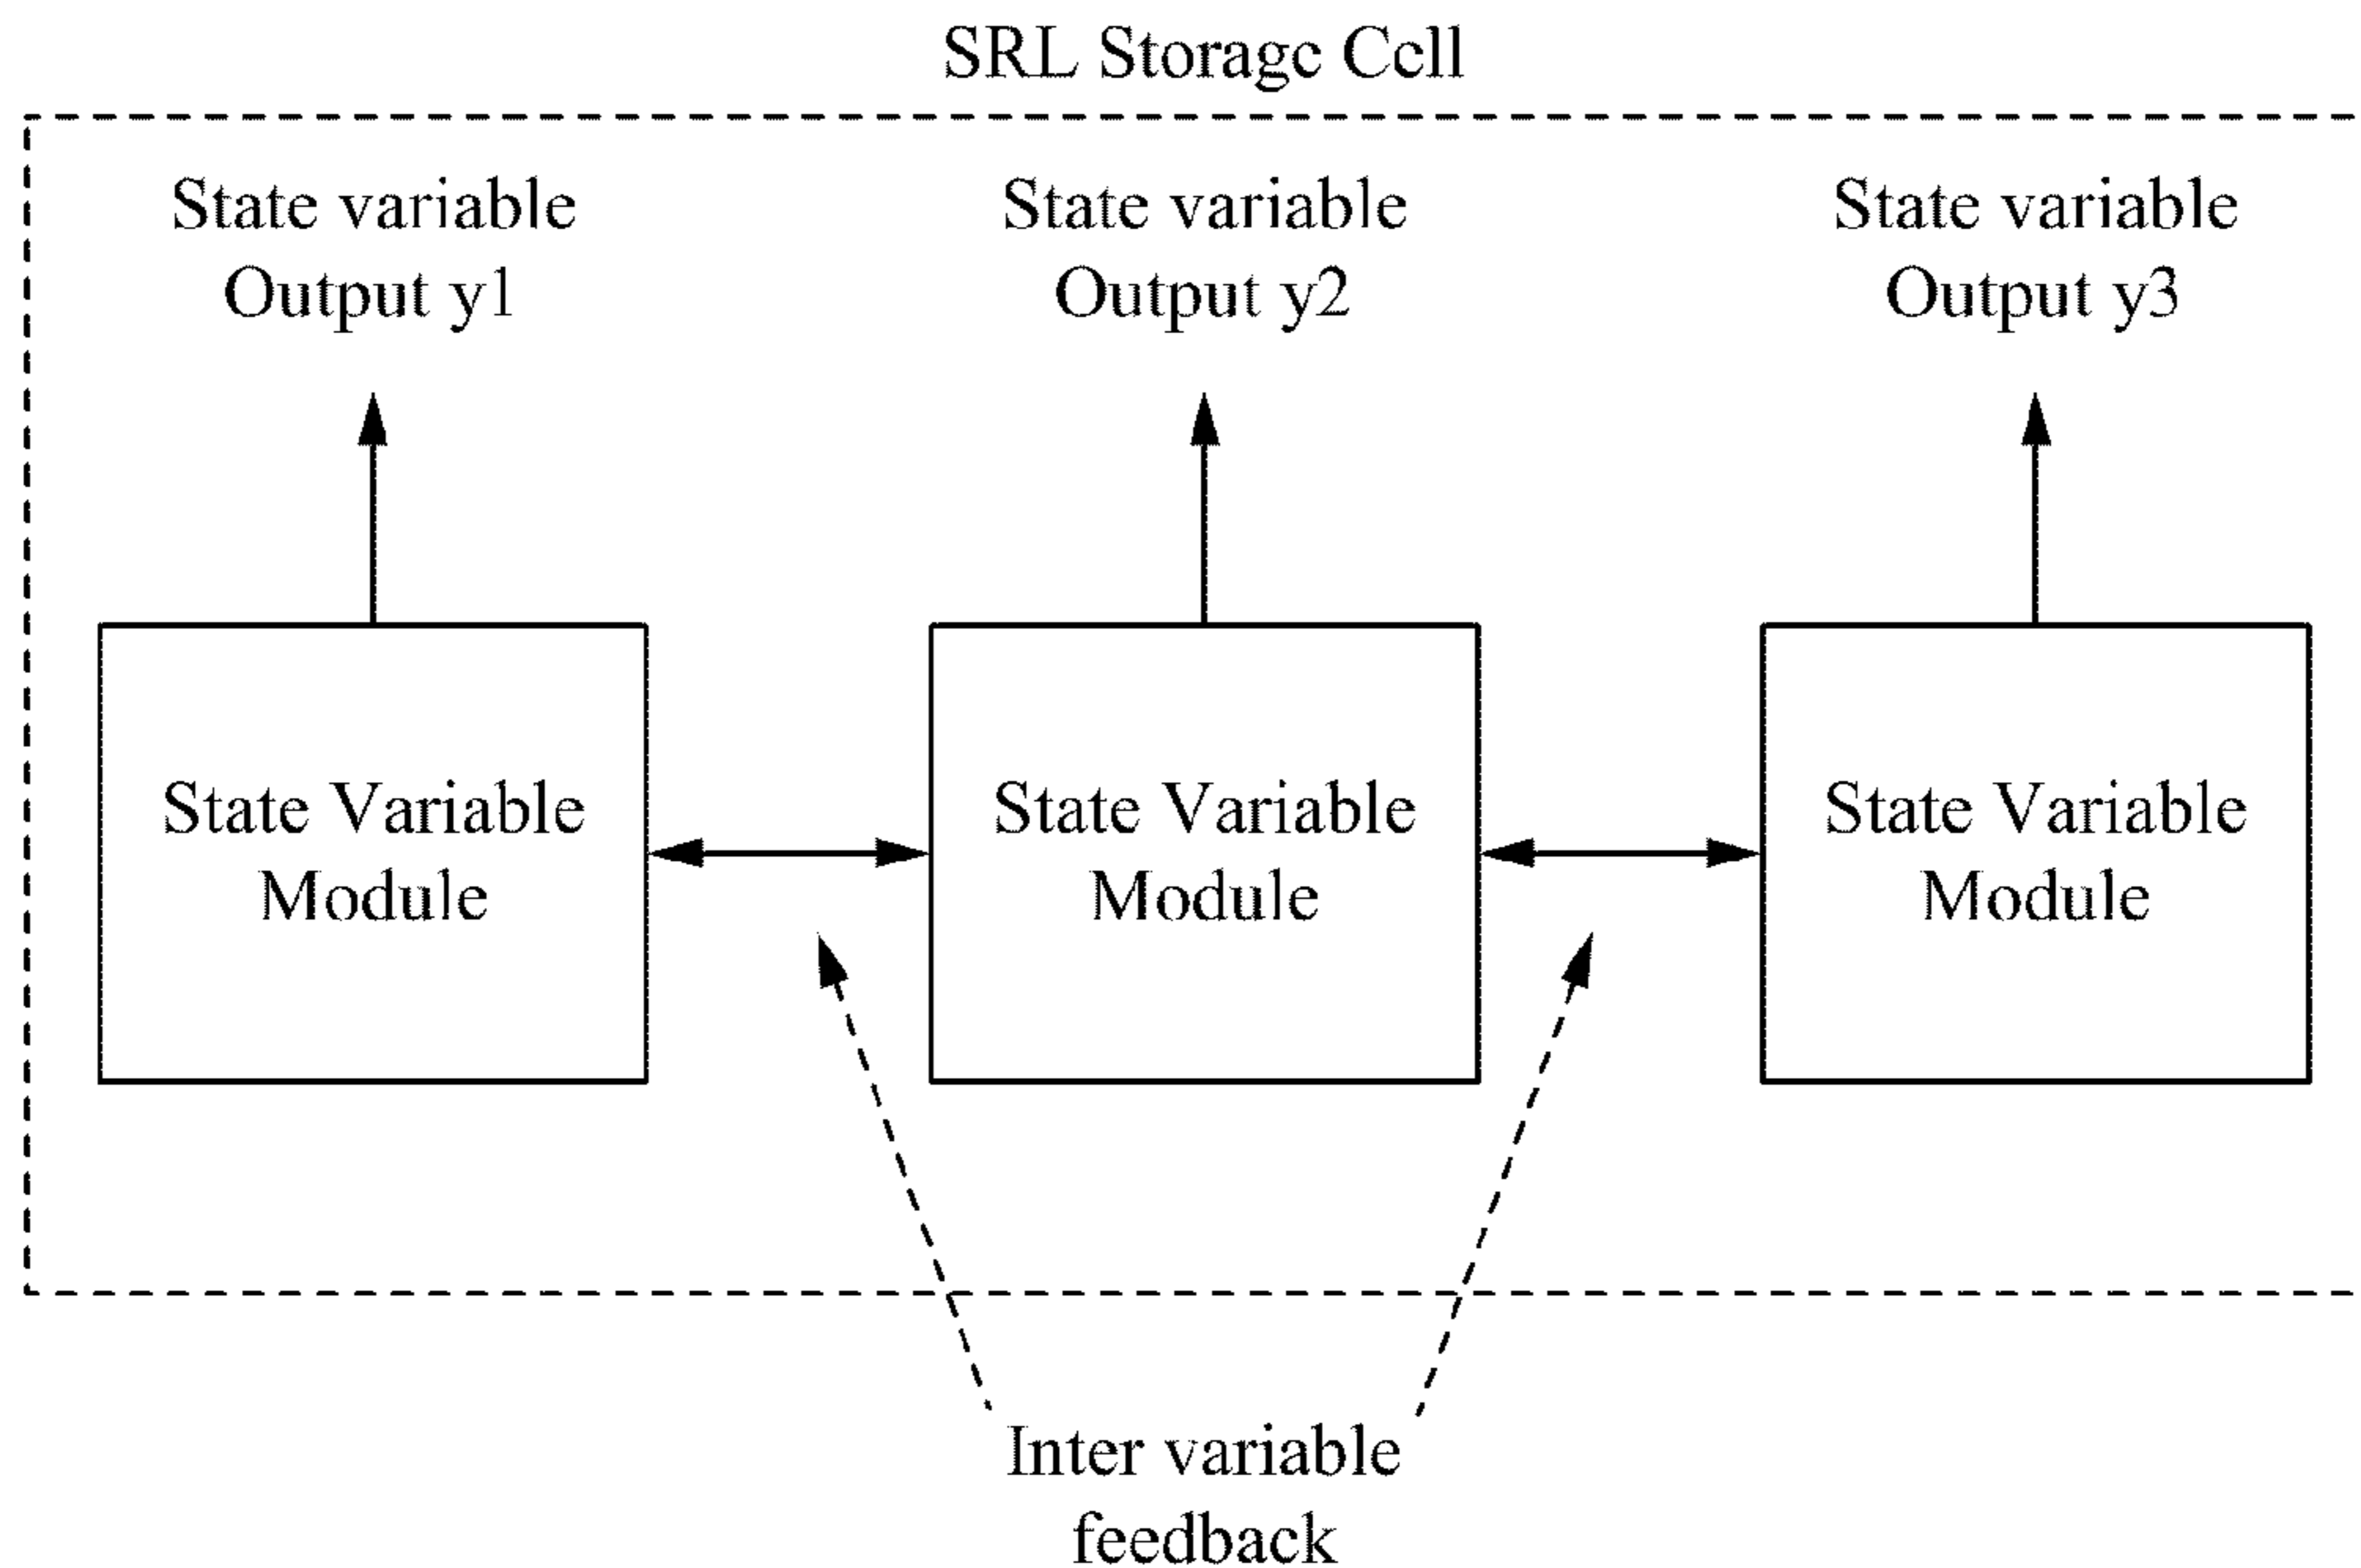 SRL Storage Cell
State variable
Output y1
State variable
Output y2
State variable
Output y3
State Variable
Module
State Variable
Module
State Variable
Module
Inter variable
feedback